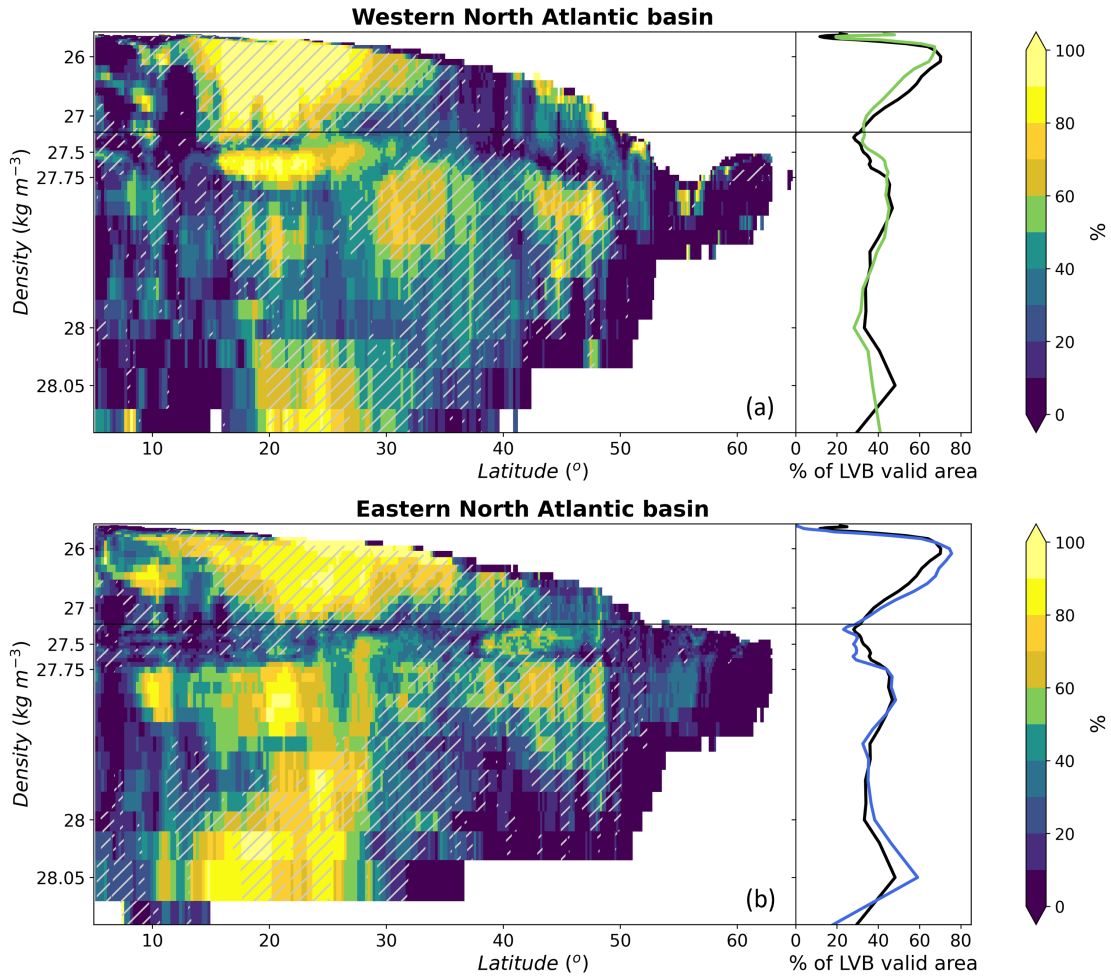 Western North Atlantic basin
26
27
27.5
27.75
28
28.05
Density (kg m⁻³)
(a)
10 20 30 40 50 60
Latitude (°)
0 20 40 60 80
% of LVB valid area
100
80
60
40
20
0
%
Eastern North Atlantic basin
26
27
27.5
27.75
28
28.05
Density (kg m⁻³)
(b)
10 20 30 40 50 60
Latitude (°)
0 20 40 60 80
% of LVB valid area
100
80
60
40
20
0
%